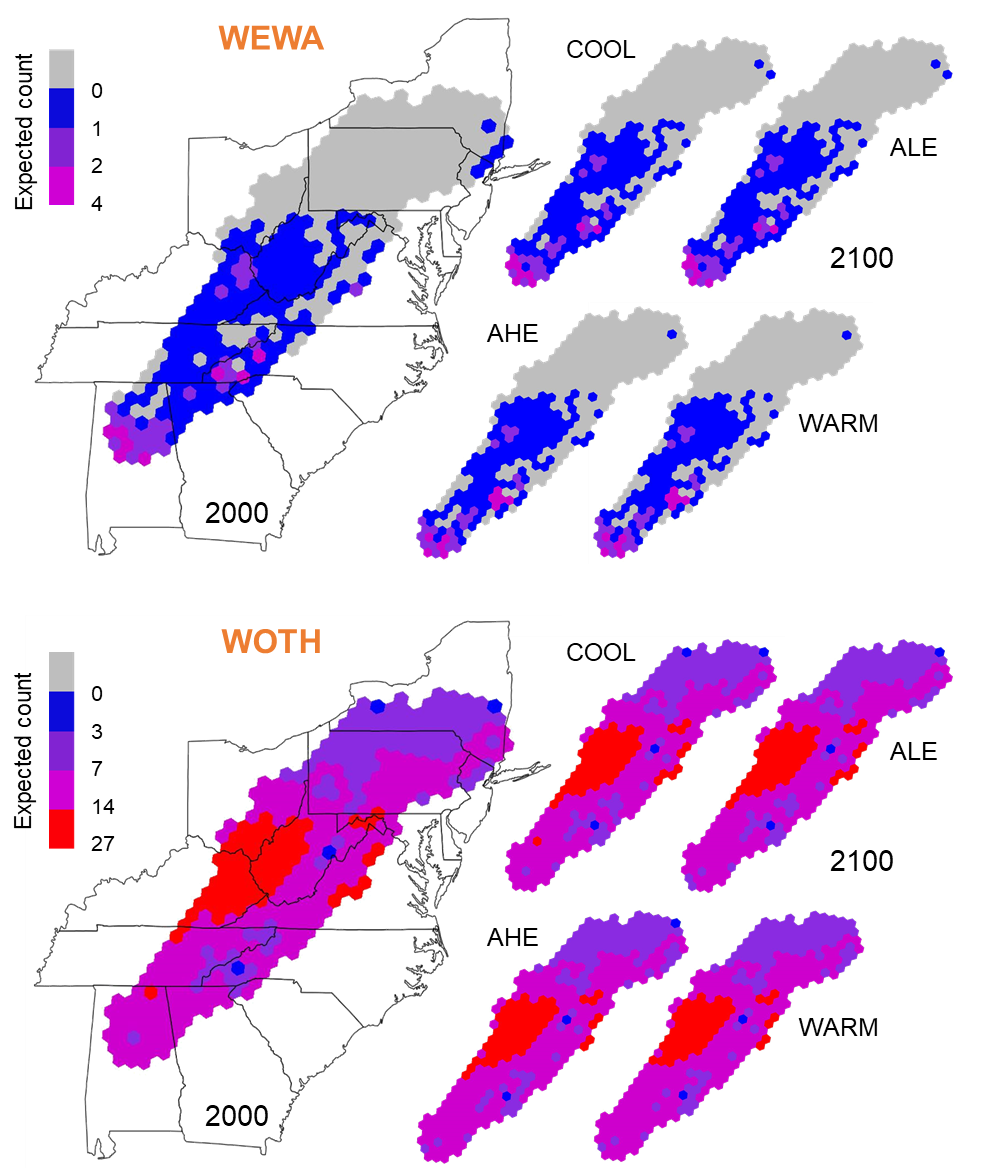 WEWA
Expected count
0
1
2
4
2000
COOL
ALE
2100
AHE
WARM
WOTH
Expected count
0
3
7
14
27
2000
COOL
ALE
2100
AHE
WARM